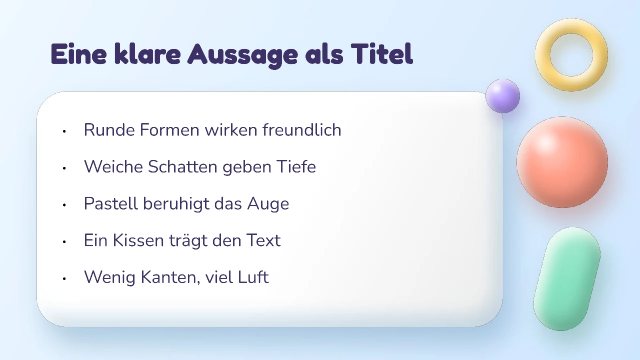 Eine klare Aussage als Titel
· Runde Formen wirken freundlich
· Weiche Schatten geben Tiefe
· Pastell beruhigt das Auge
· Ein Kissen trägt den Text
· Wenig Kanten, viel Luft